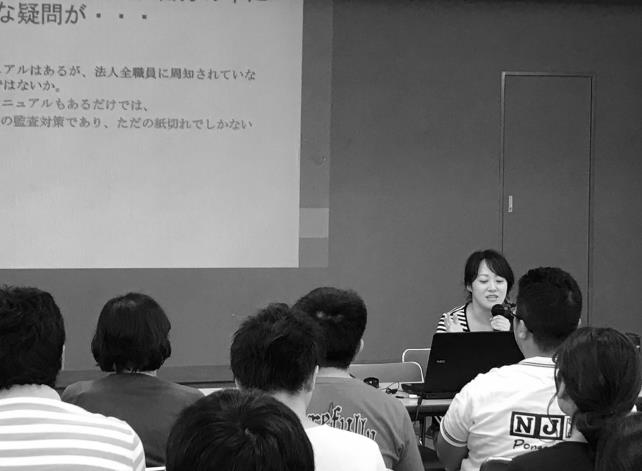 な疑問が・・・
ュアルはあるが、法人全職員に周知されていな
ではないか。
ニュアルもあるだけでは、
の監査対策であり、ただの紙切れでしかない
refully
NJ